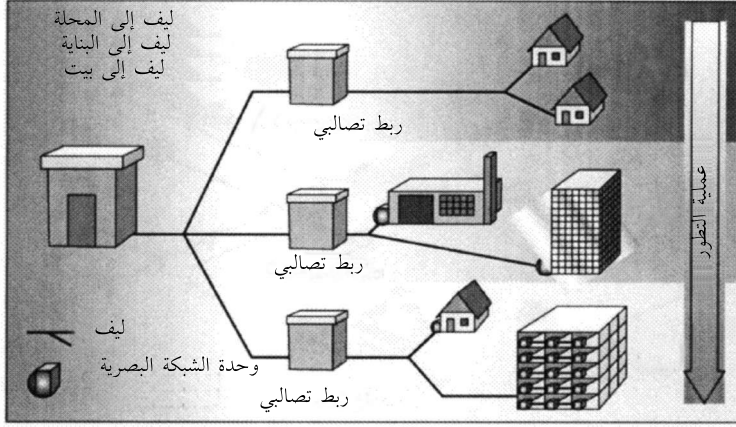 ليف إلى المحلة
ليف إلى البناية
ليف إلى بيت
ربط تصالبي
عملية التطور
ربط تصالبي
ليف
وحدة الشبكة البصرية
ربط تصالبي